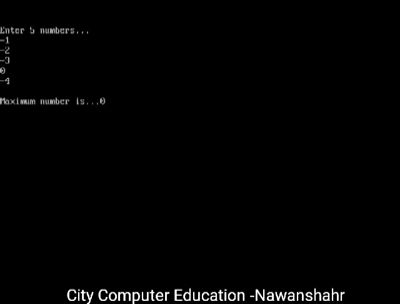 Enter 5 numbers...
-1
-2
-3
0
-4
Maximum number is...0
City Computer Education -Nawanshahr